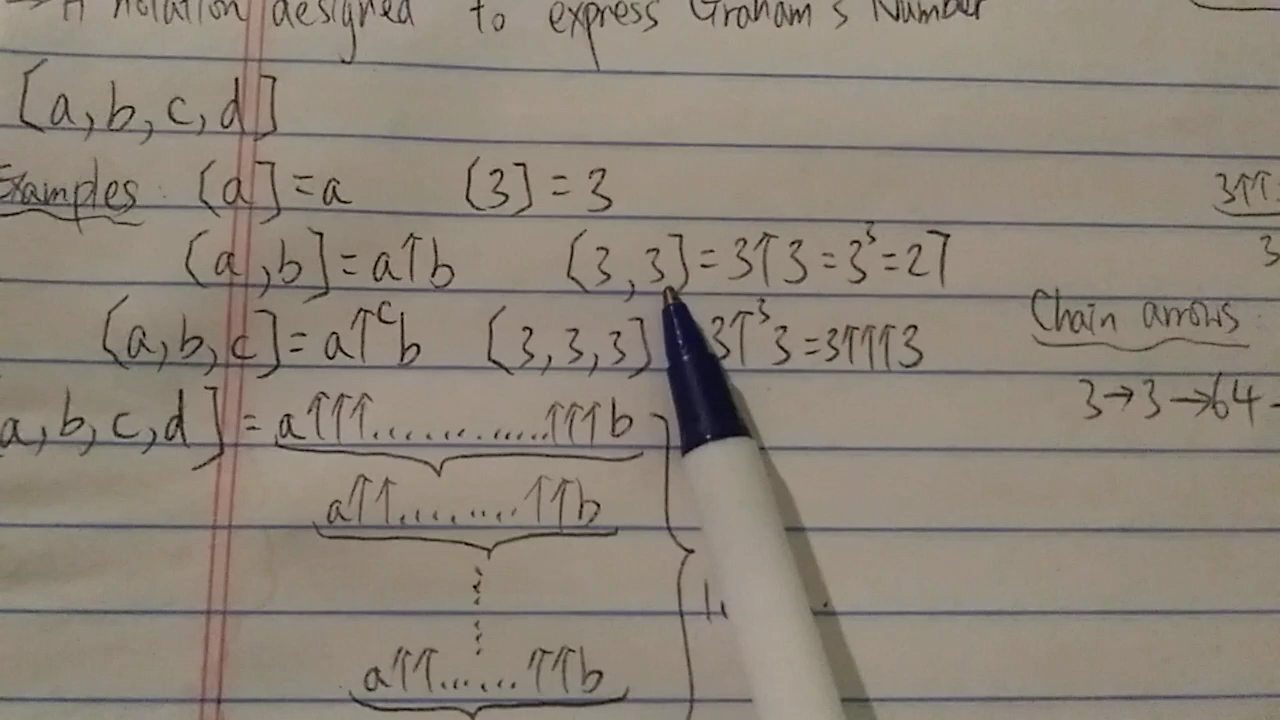 A notation designed to express Graham's Number
[a, b, c, d]
Examples: [a] = a [3] = 3
3↑↑
[a, b] = a↑b [3, 3] = 3↑3 = 3³ = 27
3
Chain arrows:
[a, b, c] = a↑ᶜb [3, 3, 3] 3↑³3 = 3↑↑↑3
3→3→64
a, b, c, d] = a↑↑↑.............↑↑↑b
a↑↑.........↑↑b
a↑↑.......↑↑b